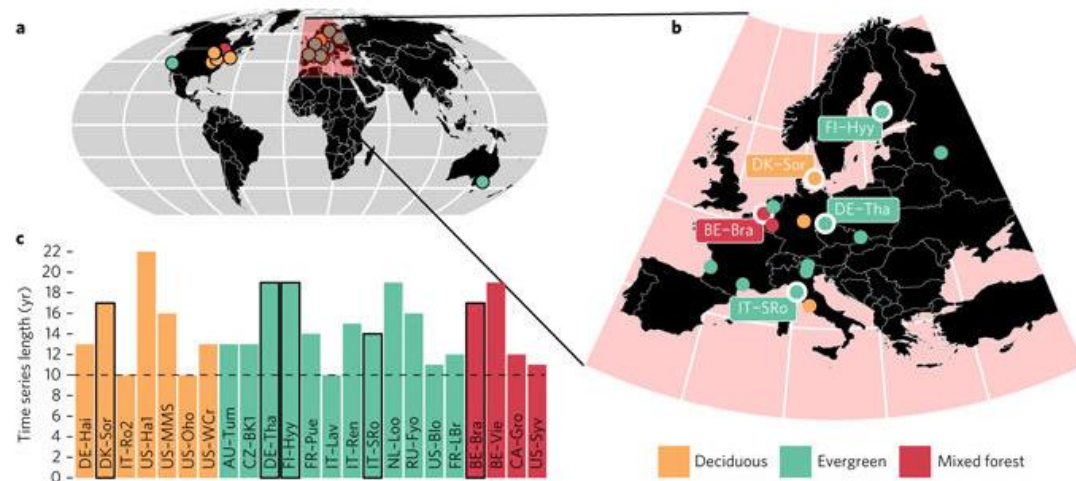 a
b
FI–Hyy
DK–Sor
DE–Tha
BE–Bra
IT–SRo
c
Time series length (yr)
22
20
18
16
14
12
10
8
6
4
2
0
DE–Hai
DK–Sor
IT–Ro2
US–Ha1
US–MMS
US–Oho
US–WCr
AU–Tum
CZ–BK1
DE–Tha
FI–Hyy
FR–Pue
IT–Lav
IT–Ren
IT–SRo
NL–Loo
RU–Fyo
US–Blo
FR–LBr
BE–Bra
BE–Vie
CA–Gro
US–Syv
Deciduous
Evergreen
Mixed forest